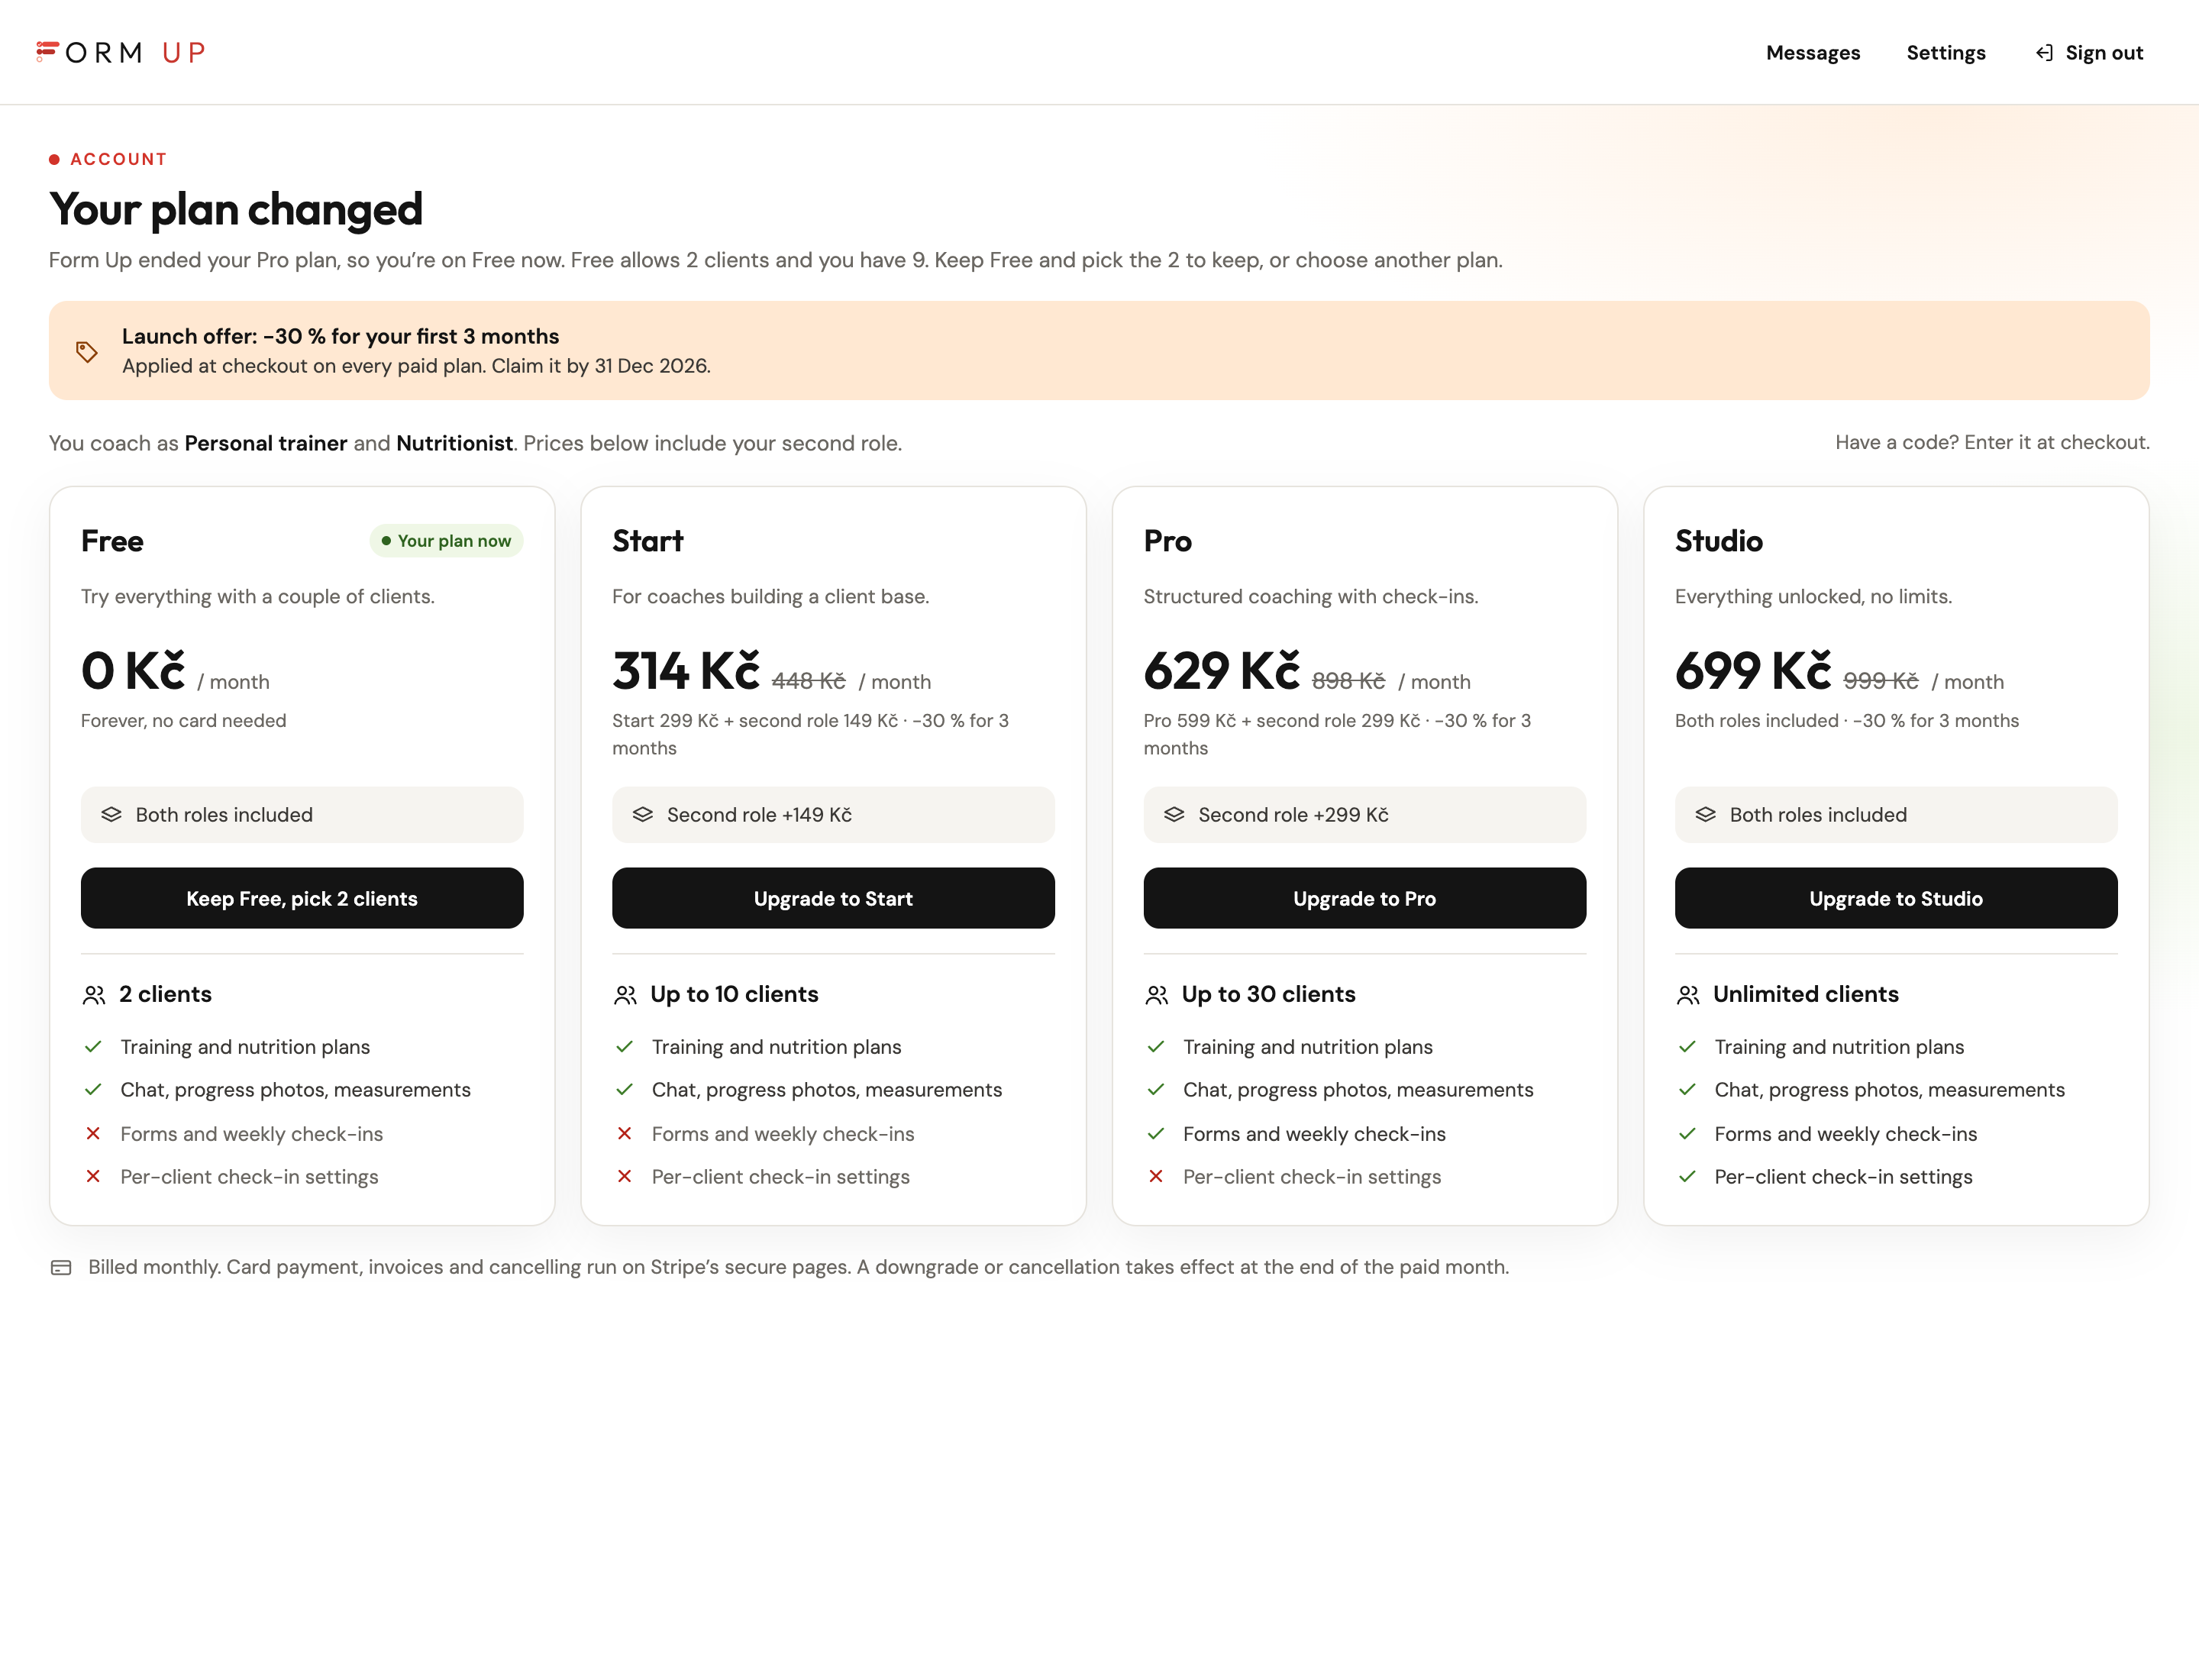 FORM UP
Messages
Settings
Sign out
ACCOUNT
Your plan changed
Form Up ended your Pro plan, so you’re on Free now. Free allows 2 clients and you have 9. Keep Free and pick the 2 to keep, or choose another plan.
Launch offer: −30 % for your first 3 months
Applied at checkout on every paid plan. Claim it by 31 Dec 2026.
You coach as Personal trainer and Nutritionist. Prices below include your second role.
Have a code? Enter it at checkout.
Free
Your plan now
Try everything with a couple of clients.
0 Kč / month
Forever, no card needed
Both roles included
Keep Free, pick 2 clients
2 clients
Training and nutrition plans
Chat, progress photos, measurements
Forms and weekly check-ins
Per-client check-in settings
Start
For coaches building a client base.
314 Kč 448 Kč / month
Start 299 Kč + second role 149 Kč · −30 % for 3
months
Second role +149 Kč
Upgrade to Start
Up to 10 clients
Training and nutrition plans
Chat, progress photos, measurements
Forms and weekly check-ins
Per-client check-in settings
Pro
Structured coaching with check-ins.
629 Kč 898 Kč / month
Pro 599 Kč + second role 299 Kč · −30 % for 3
months
Second role +299 Kč
Upgrade to Pro
Up to 30 clients
Training and nutrition plans
Chat, progress photos, measurements
Forms and weekly check-ins
Per-client check-in settings
Studio
Everything unlocked, no limits.
699 Kč 999 Kč / month
Both roles included · −30 % for 3 months
Both roles included
Upgrade to Studio
Unlimited clients
Training and nutrition plans
Chat, progress photos, measurements
Forms and weekly check-ins
Per-client check-in settings
Billed monthly. Card payment, invoices and cancelling run on Stripe’s secure pages. A downgrade or cancellation takes effect at the end of the paid month.